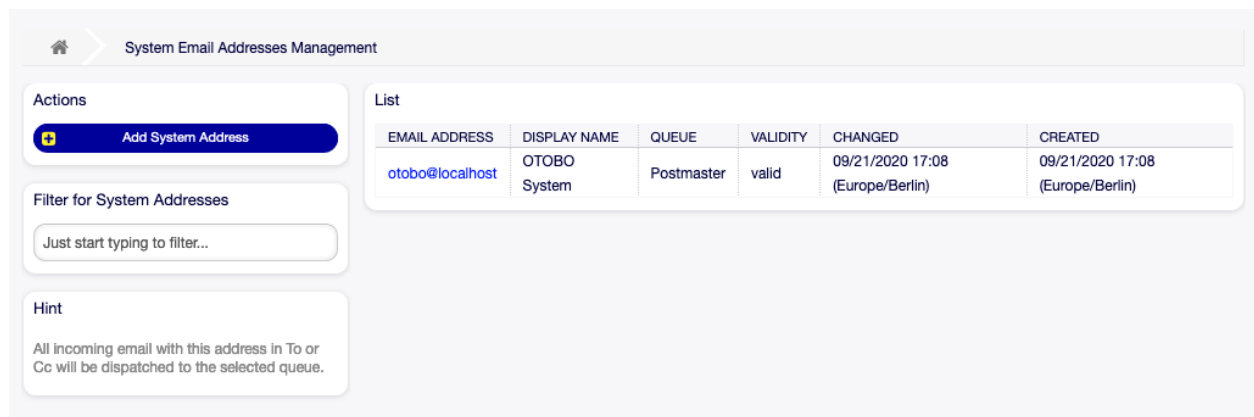 System Email Addresses Management
Actions
Add System Address
Filter for System Addresses
Just start typing to filter...
Hint
All incoming email with this address in To or
Cc will be dispatched to the selected queue.
List
EMAIL ADDRESS DISPLAY NAME QUEUE VALIDITY CHANGED CREATED
otobo@localhost OTOBO System Postmaster valid 09/21/2020 17:08 (Europe/Berlin) 09/21/2020 17:08 (Europe/Berlin)